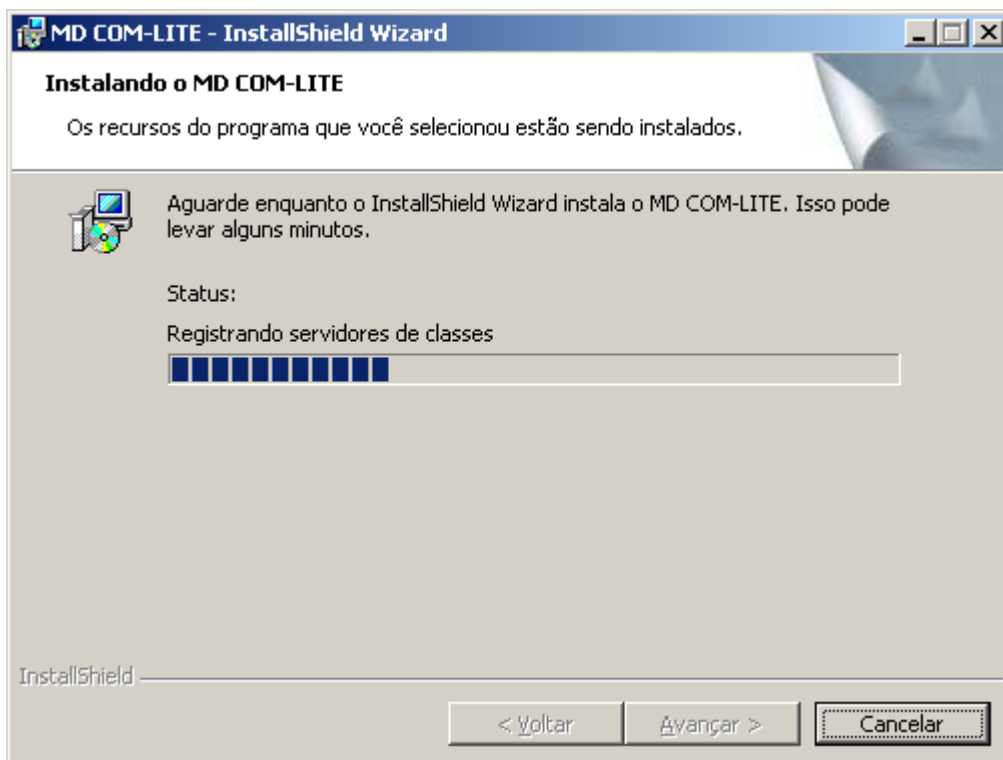 MD COM-LITE - InstallShield Wizard
Instalando o MD COM-LITE
Os recursos do programa que você selecionou estão sendo instalados.
Aguarde enquanto o InstallShield Wizard instala o MD COM-LITE. Isso pode
levar alguns minutos.
Status:
Registrando servidores de classes
InstallShield
< Voltar
Avançar >
Cancelar